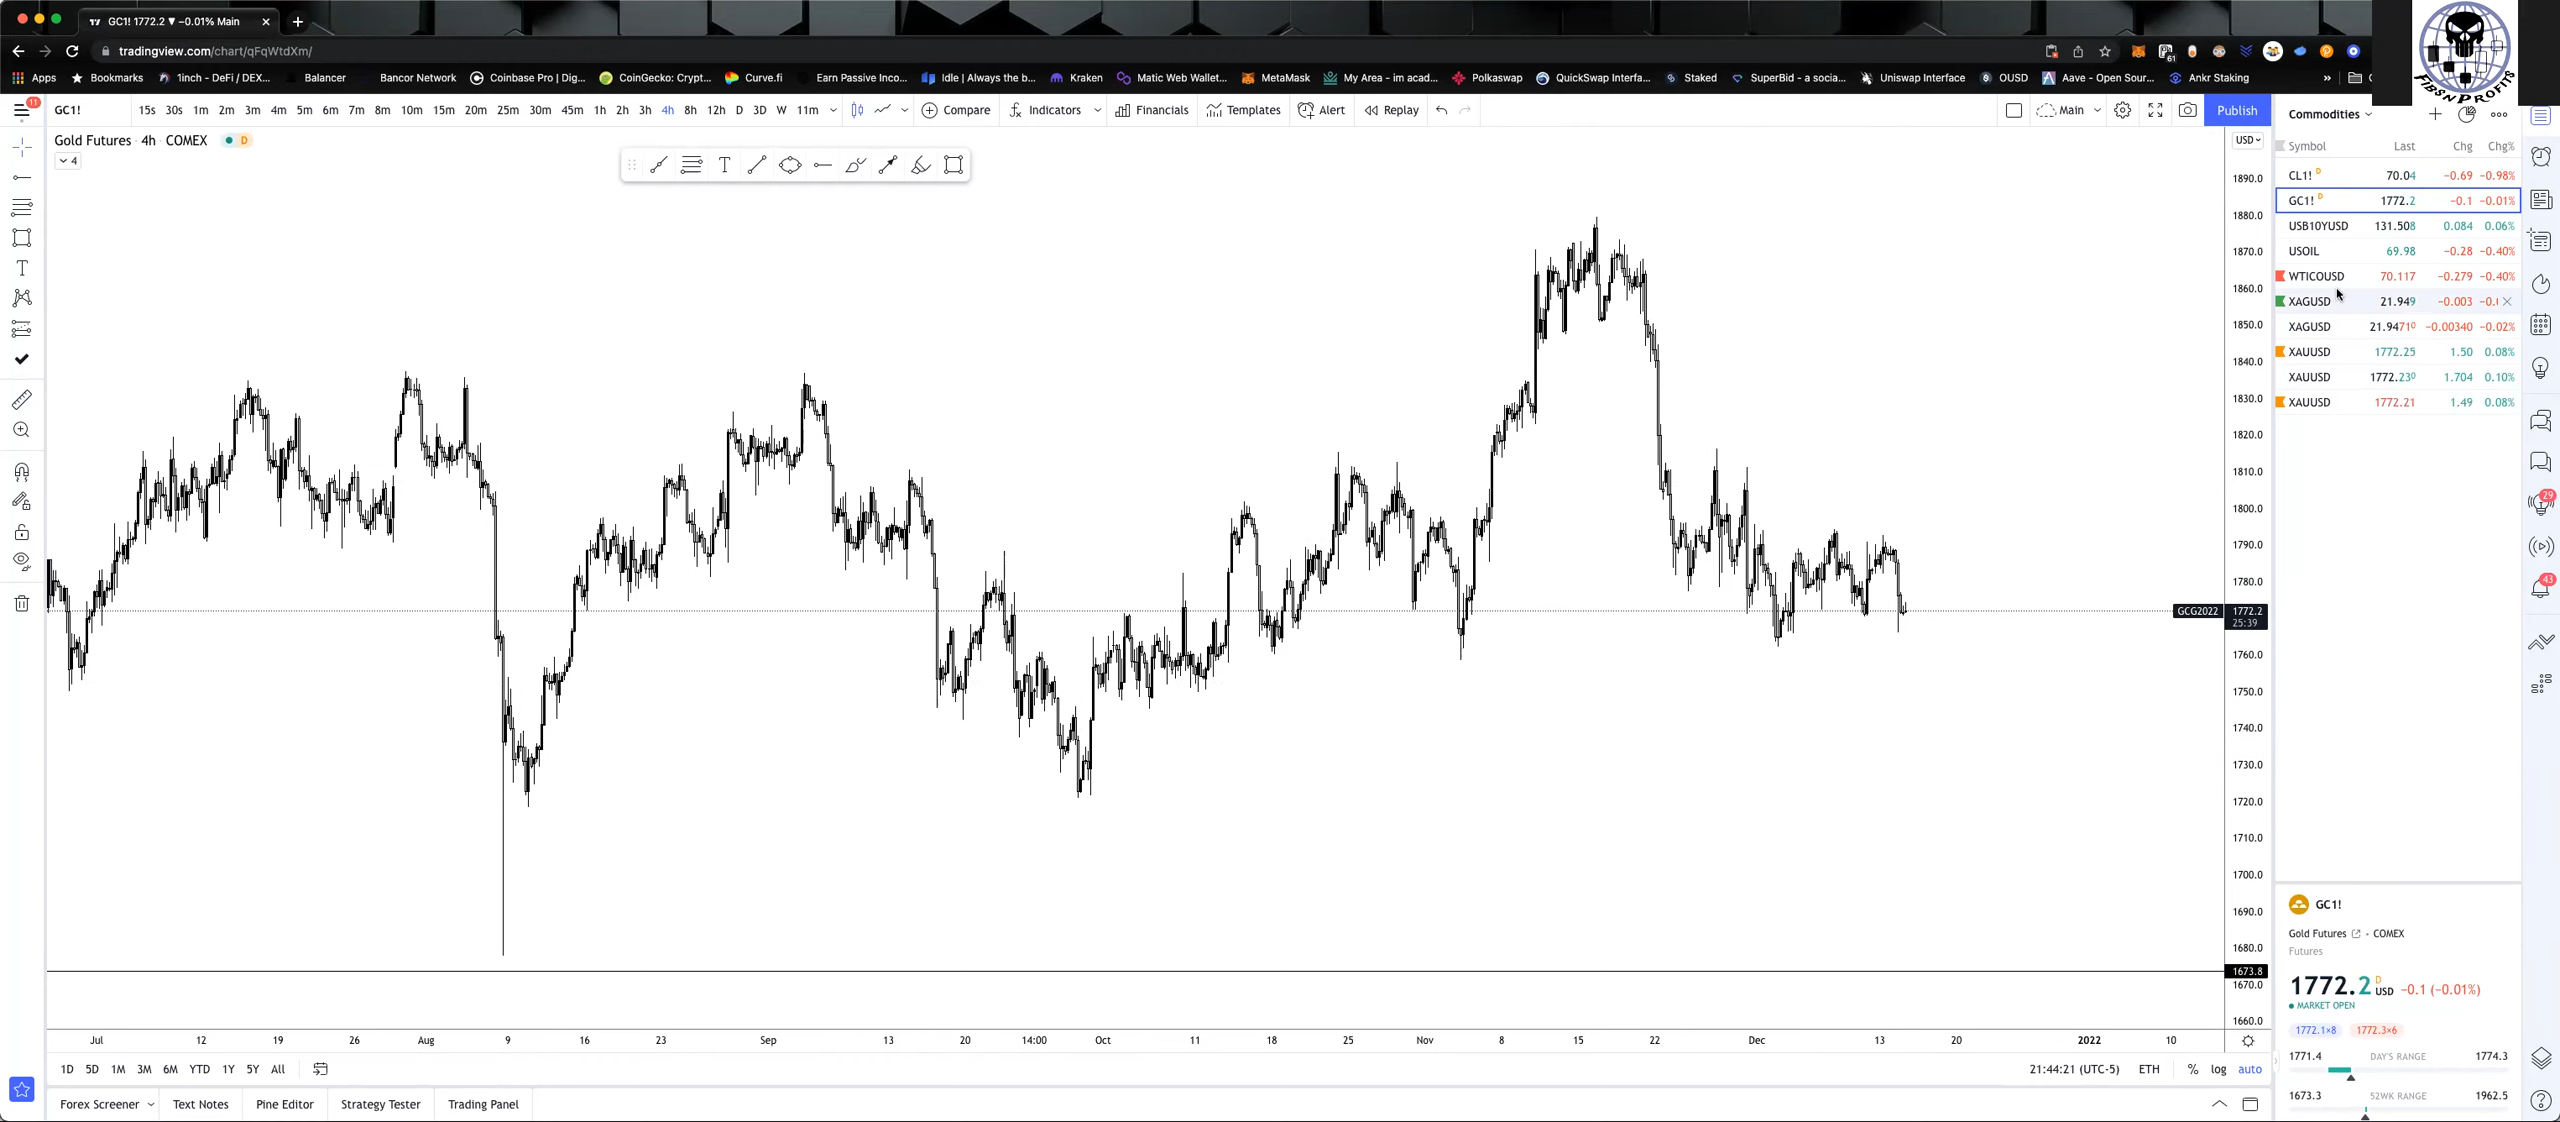 GC1! 1772.2 ▼ −0.01% Main
tradingview.com/chart/qFqWtdXm/
61
Apps Bookmarks 1inch - DeFi / DEX... Balancer Bancor Network Coinbase Pro | Dig... CoinGecko: Crypt... Curve.fi Earn Passive Inco... Idle | Always the b... Kraken Matic Web Wallet... MetaMask My Area - im acad... Polkaswap QuickSwap Interfa... Staked SuperBid - a socia... Uniswap Interface OUSD Aave - Open Sour... Ankr Staking »
FIBSN PROFITS
11
GC1! 15s 30s 1m 2m 3m 4m 5m 6m 7m 8m 10m 15m 20m 25m 30m 45m 1h 2h 3h 4h 8h 12h D 3D W 11m Compare Indicators Financials Templates Alert Replay Main Publish
Gold Futures · 4h · COMEX D
4
USD
1890.0
1880.0
1870.0
1860.0
1850.0
1840.0
1830.0
1820.0
1810.0
1800.0
1790.0
1780.0
GCG2022 1772.2
25:39
1760.0
1750.0
1740.0
1730.0
1720.0
1710.0
1700.0
1690.0
1680.0
1673.8
1670.0
1660.0
Jul 12 19 26 Aug 9 16 23 Sep 13 20 14:00 Oct 11 18 25 Nov 8 15 22 Dec 13 20 2022 10
1D 5D 1M 3M 6M YTD 1Y 5Y All
21:44:21 (UTC-5) ETH % log auto
Forex Screener Text Notes Pine Editor Strategy Tester Trading Panel
Commodities
Symbol Last Chg Chg%
CL1! D 70.04 −0.69 −0.98%
GC1! D 1772.2 −0.1 −0.01%
USB10YUSD 131.508 0.084 0.06%
USOIL 69.98 −0.28 −0.40%
WTICOUSD 70.117 −0.279 −0.40%
XAGUSD 21.949 −0.003
XAGUSD 21.94710 −0.00340 −0.02%
XAUUSD 1772.25 1.50 0.08%
XAUUSD 1772.230 1.704 0.10%
XAUUSD 1772.21 1.49 0.08%
29
43
GC1!
Gold Futures • COMEX
Futures
1772.2 D USD −0.1 (−0.01%)
MARKET OPEN
1772.1×8 1772.3×6
1771.4 DAY'S RANGE 1774.3
1673.3 52WK RANGE 1962.5